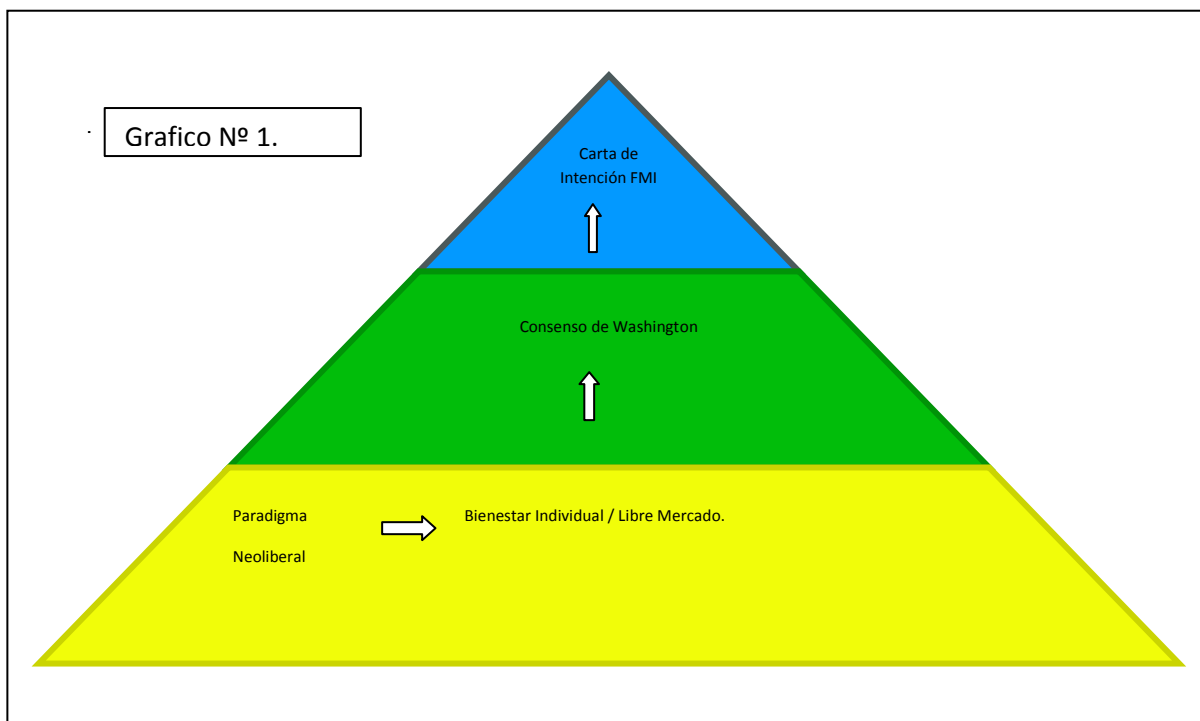 Grafico Nº 1.
Carta de
Intención FMI
Consenso de Washington
Paradigma
Neoliberal
Bienestar Individual / Libre Mercado.